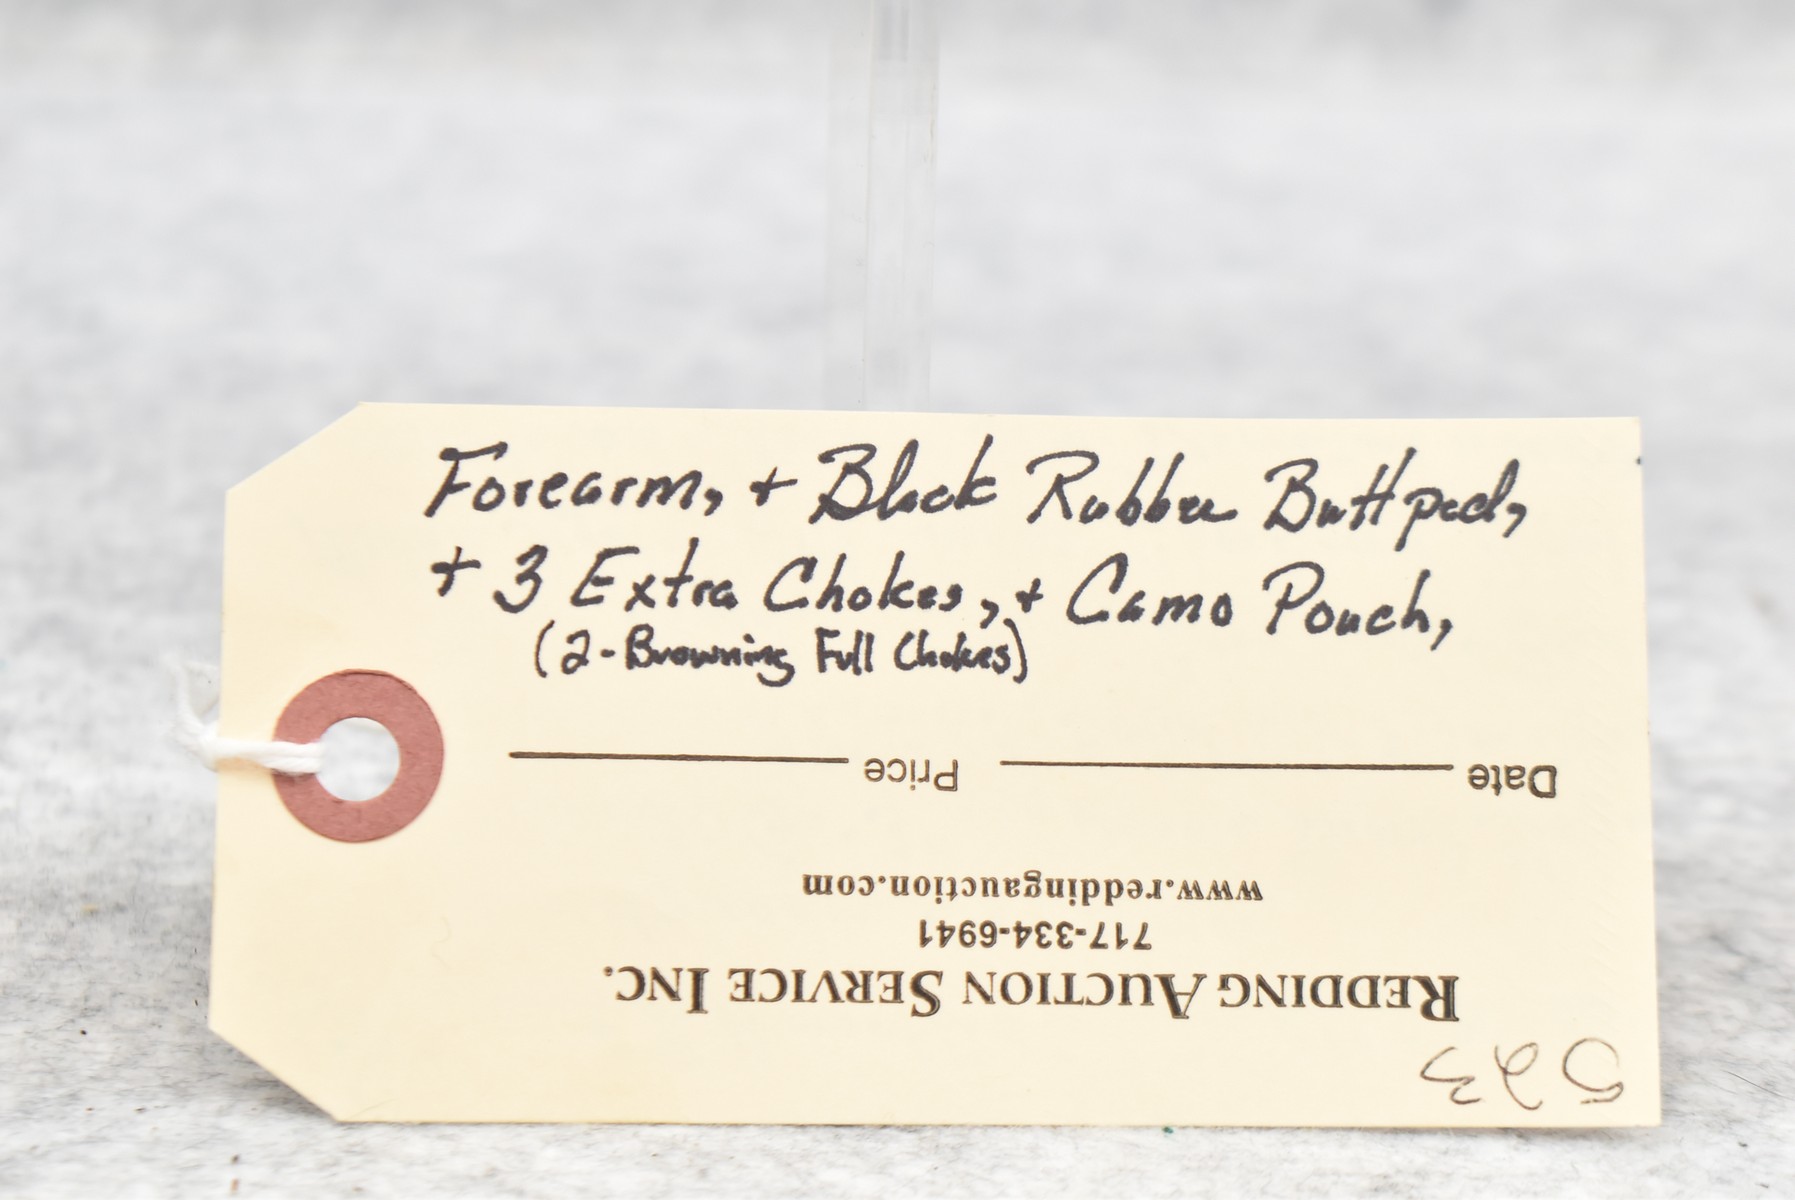 Forearm, + Black Rubber Buttpad,
+ 3 Extra Chokes, + Camo Pouch,
(2-Browning Full Chokes)
523
REDDING AUCTION SERVICE INC.
717-334-6941
www.reddingauction.com
Date Price